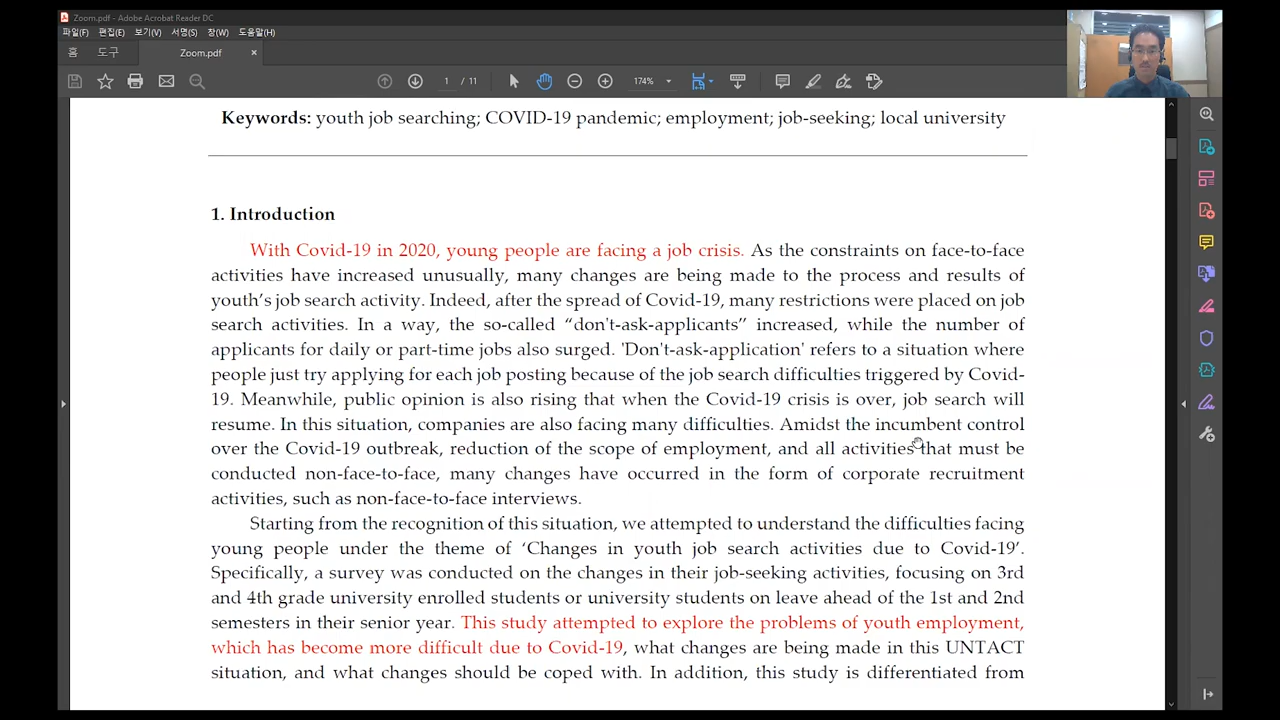 Zoom.pdf - Adobe Acrobat Reader DC
파일(F) 편집(E) 보기(V) 서명(S) 창(W) 도움말(H)
홈 도구 Zoom.pdf ×
1 / 11 174%
Keywords: youth job searching; COVID-19 pandemic; employment; job-seeking; local university
1. Introduction
With Covid-19 in 2020, young people are facing a job crisis. As the constraints on face-to-face
activities have increased unusually, many changes are being made to the process and results of
youth's job search activity. Indeed, after the spread of Covid-19, many restrictions were placed on job
search activities. In a way, the so-called “don't-ask-applicants” increased, while the number of
applicants for daily or part-time jobs also surged. 'Don't-ask-application' refers to a situation where
people just try applying for each job posting because of the job search difficulties triggered by Covid-
19. Meanwhile, public opinion is also rising that when the Covid-19 crisis is over, job search will
resume. In this situation, companies are also facing many difficulties. Amidst the incumbent control
over the Covid-19 outbreak, reduction of the scope of employment, and all activities that must be
conducted non-face-to-face, many changes have occurred in the form of corporate recruitment
activities, such as non-face-to-face interviews.
Starting from the recognition of this situation, we attempted to understand the difficulties facing
young people under the theme of ‘Changes in youth job search activities due to Covid-19’.
Specifically, a survey was conducted on the changes in their job-seeking activities, focusing on 3rd
and 4th grade university enrolled students or university students on leave ahead of the 1st and 2nd
semesters in their senior year. This study attempted to explore the problems of youth employment,
which has become more difficult due to Covid-19, what changes are being made in this UNTACT
situation, and what changes should be coped with. In addition, this study is differentiated from